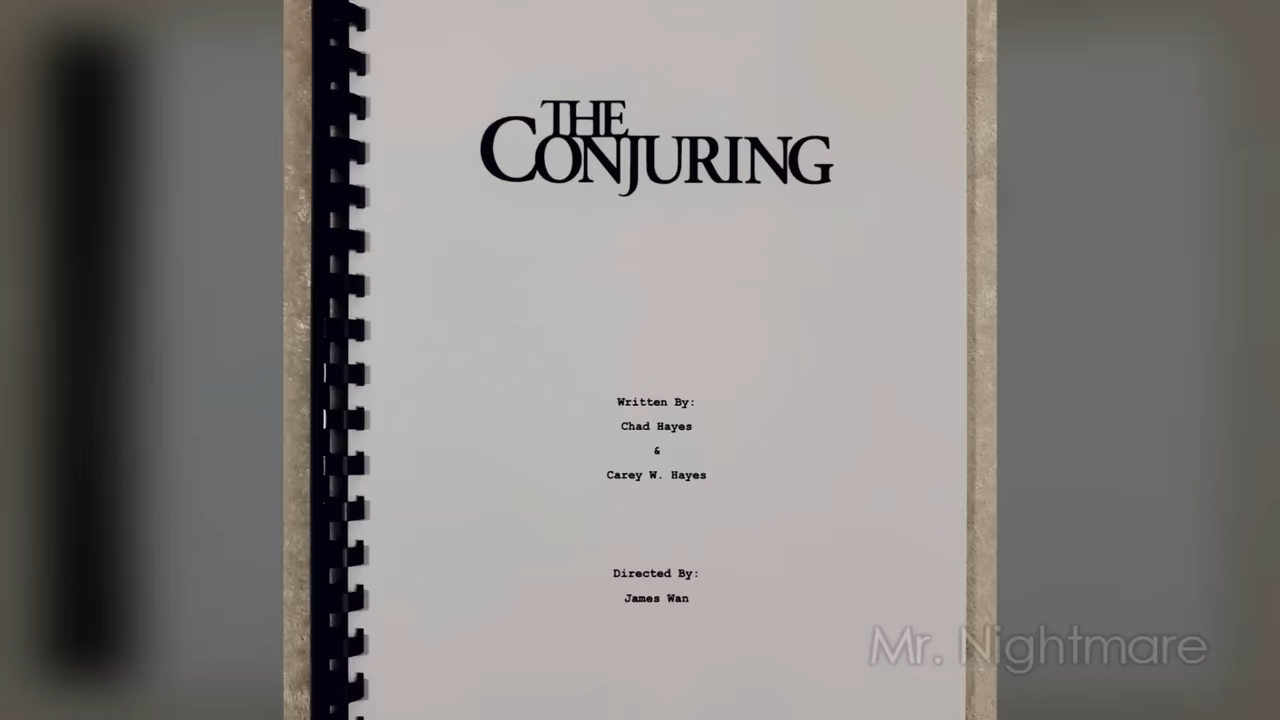 THE
CONJURING
Written By:
Chad Hayes
&
Carey W. Hayes
Directed By:
James Wan
Mr. Nightmare